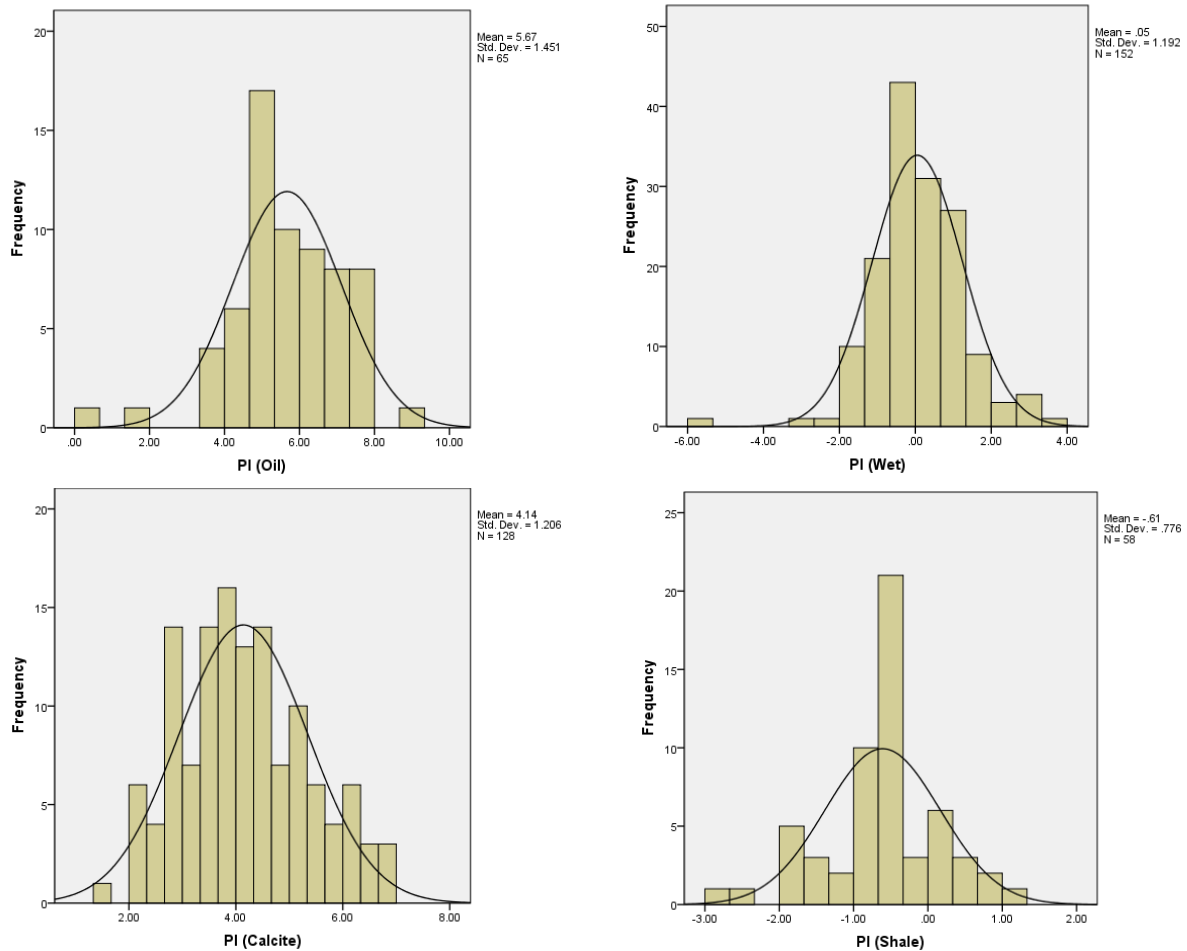 20
15
10
5
0
Frequency
.00 2.00 4.00 6.00 8.00 10.00
PI (Oil)
Mean = 5.67
Std. Dev. = 1.451
N = 65
50
40
30
20
10
0
Frequency
-6.00 -4.00 -2.00 .00 2.00 4.00
PI (Wet)
Mean = .05
Std. Dev. = 1.192
N = 152
20
15
10
5
0
Frequency
2.00 4.00 6.00 8.00
PI (Calcite)
Mean = 4.14
Std. Dev. = 1.206
N = 128
25
20
15
10
5
0
Frequency
-3.00 -2.00 -1.00 .00 1.00 2.00
PI (Shale)
Mean = -.61
Std. Dev. = .776
N = 58